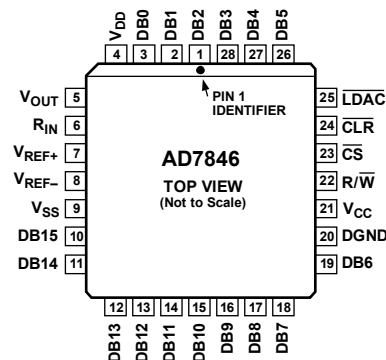 VDD DB0 DB1 DB2 DB3 DB4 DB5
4 3 2 1 28 27 26
PIN 1
IDENTIFIER
VOUT 5
RIN 6
VREF+ 7
VREF– 8
VSS 9
DB15 10
DB14 11
AD7846
TOP VIEW
(Not to Scale)
25 LDAC
24 CLR
23 CS
22 R/W
21 VCC
20 DGND
19 DB6
12 13 14 15 16 17 18
DB13 DB12 DB11 DB10 DB9 DB8 DB7